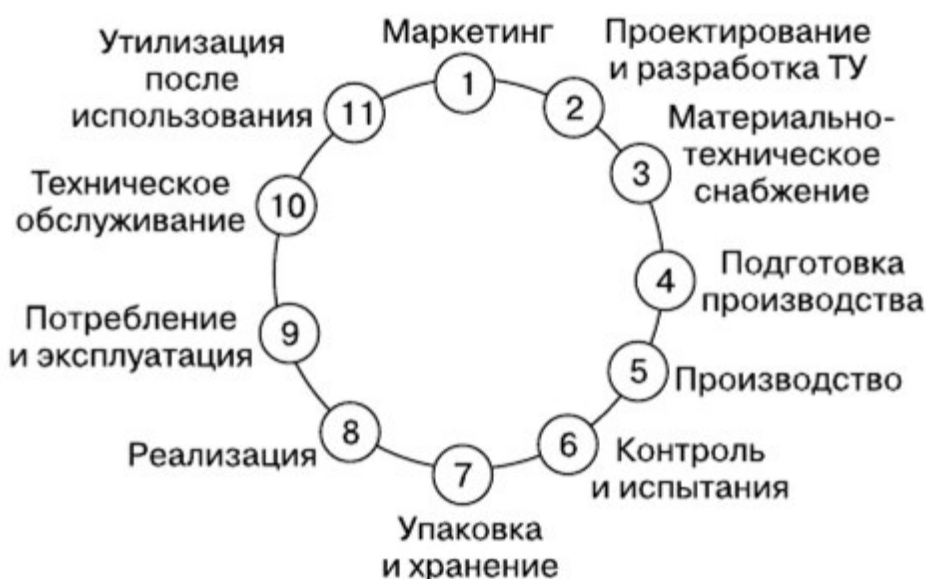 Маркетинг
1
Проектирование
и разработка ТУ
2
Материально-
техническое
снабжение
3
Подготовка
производства
4
Производство
5
Контроль
и испытания
6
Упаковка
и хранение
7
Реализация
8
Потребление
и эксплуатация
9
Техническое
обслуживание
10
Утилизация
после
использования
11